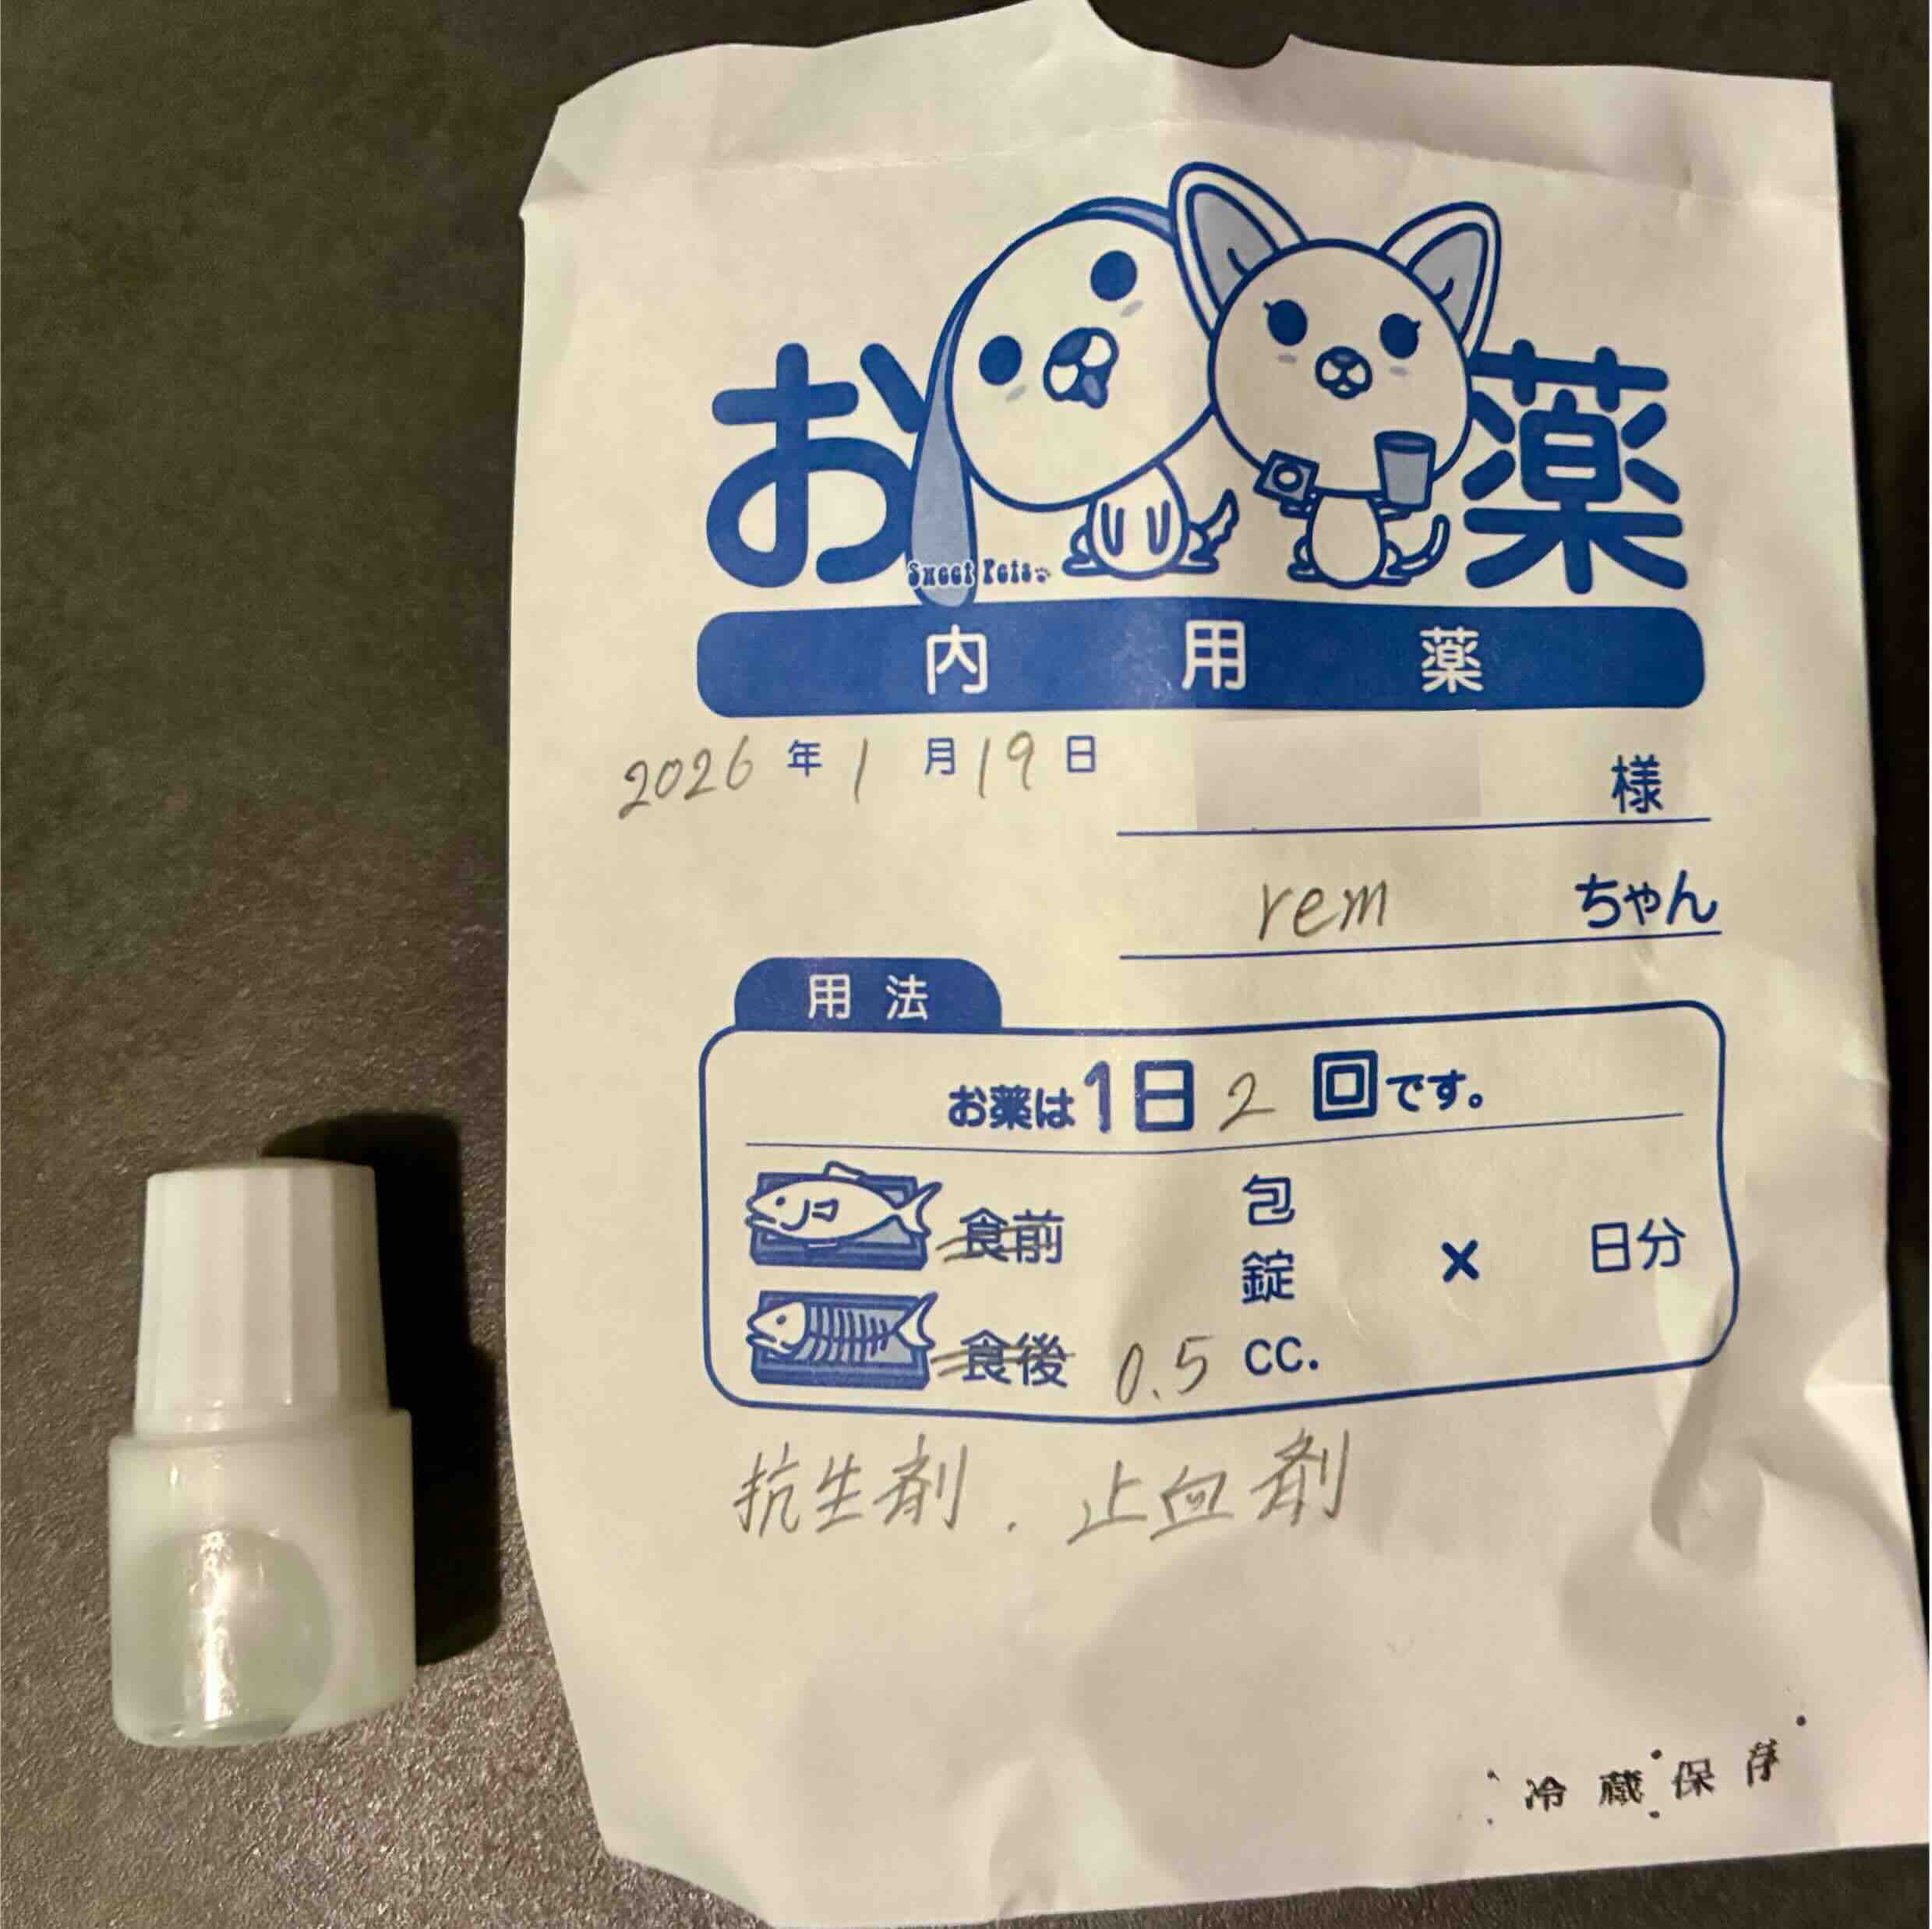 お薬
Sweet Pets
内用薬
2026年1月19日
様
rem ちゃん
用法
お薬は1日2回です。
食前
包
錠
×
日分
食後
0.5 cc.
抗生剤.止血剤
冷蔵保存